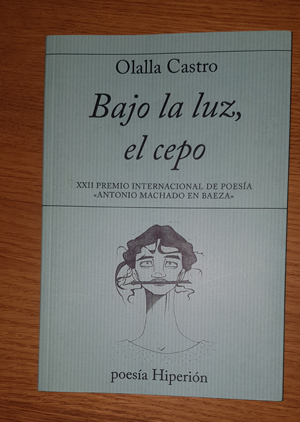 Olalla Castro
Bajo la luz,
el cepo
XXII PREMIO INTERNACIONAL DE POESÍA
«ANTONIO MACHADO EN BAEZA»
poesía Hiperión